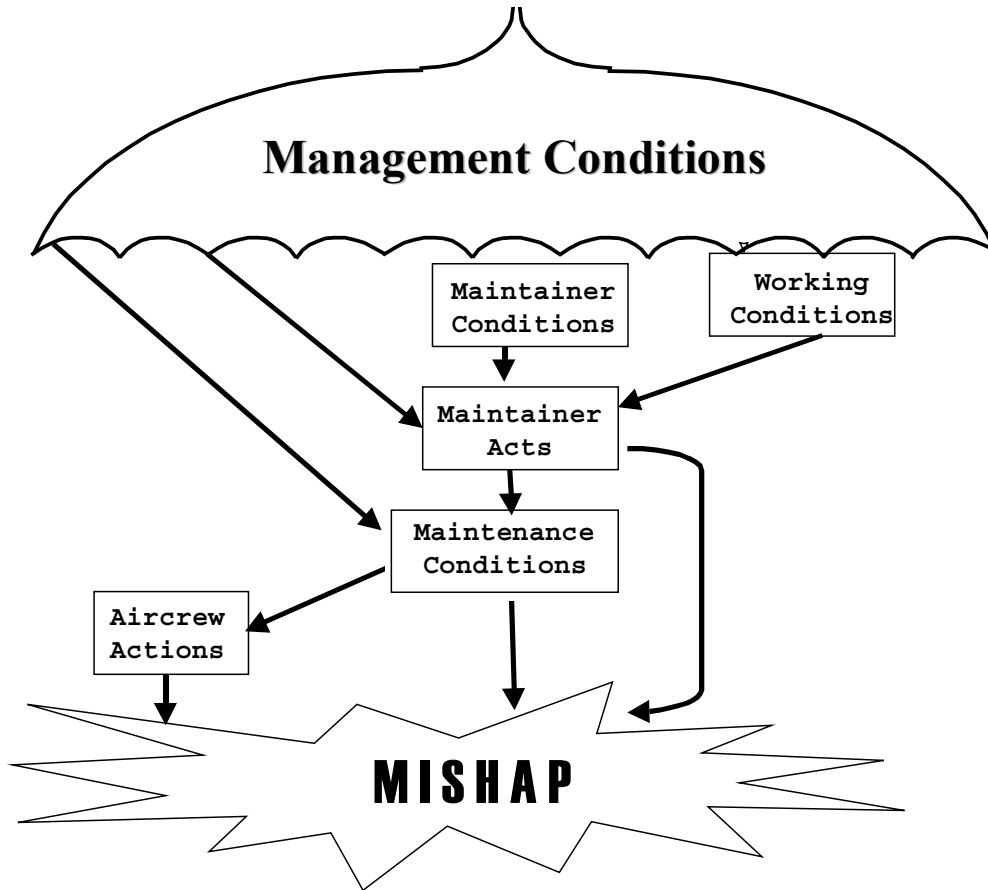 Management Conditions
Maintainer
Conditions
Working
Conditions
Maintainer
Acts
Maintenance
Conditions
Aircrew
Actions
MISHAP